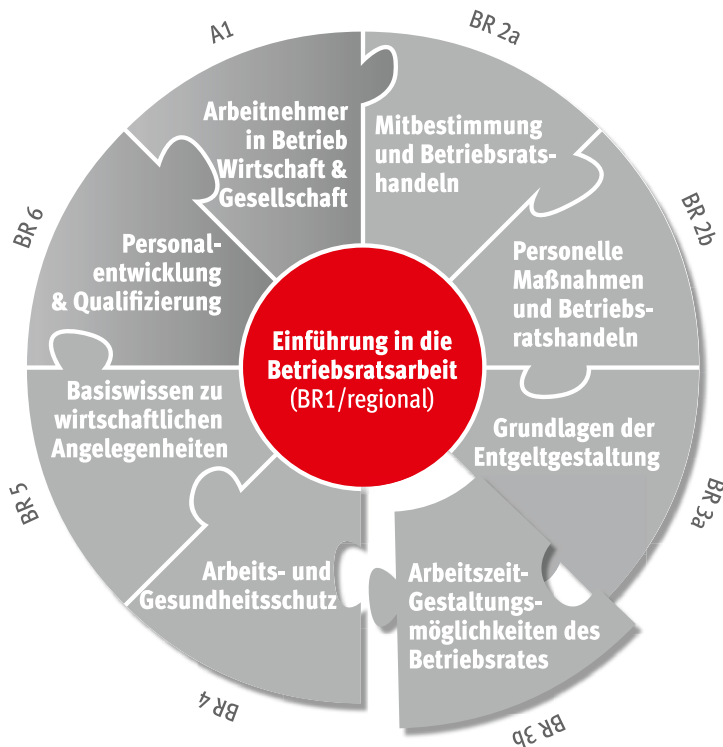 A1
Arbeitnehmer
in Betrieb
Wirtschaft &
Gesellschaft
BR 2a
Mitbestimmung
und Betriebsrats-
handeln
BR 2b
Personelle
Maßnahmen
und Betriebs-
ratshandeln
BR 3a
Grundlagen der
Entgeltgestaltung
BR 3b
Arbeitszeit-
Gestaltungs-
möglichkeiten des
Betriebsrates
BR 4
Arbeits- und
Gesundheitsschutz
BR 5
Basiswissen zu
wirtschaftlichen
Angelegenheiten
BR 6
Personal-
entwicklung
& Qualifizierung
Einführung in die
Betriebsratsarbeit
(BR1/regional)